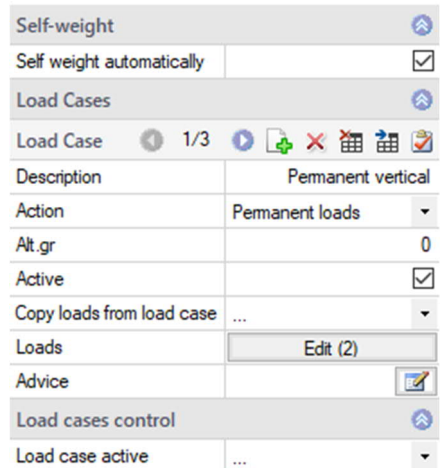 Self-weight
Self weight automatically
Load Cases
Load Case 1/3
Description Permanent vertical
Action Permanent loads
Alt.gr 0
Active
Copy loads from load case ...
Loads Edit (2)
Advice
Load cases control
Load case active ...